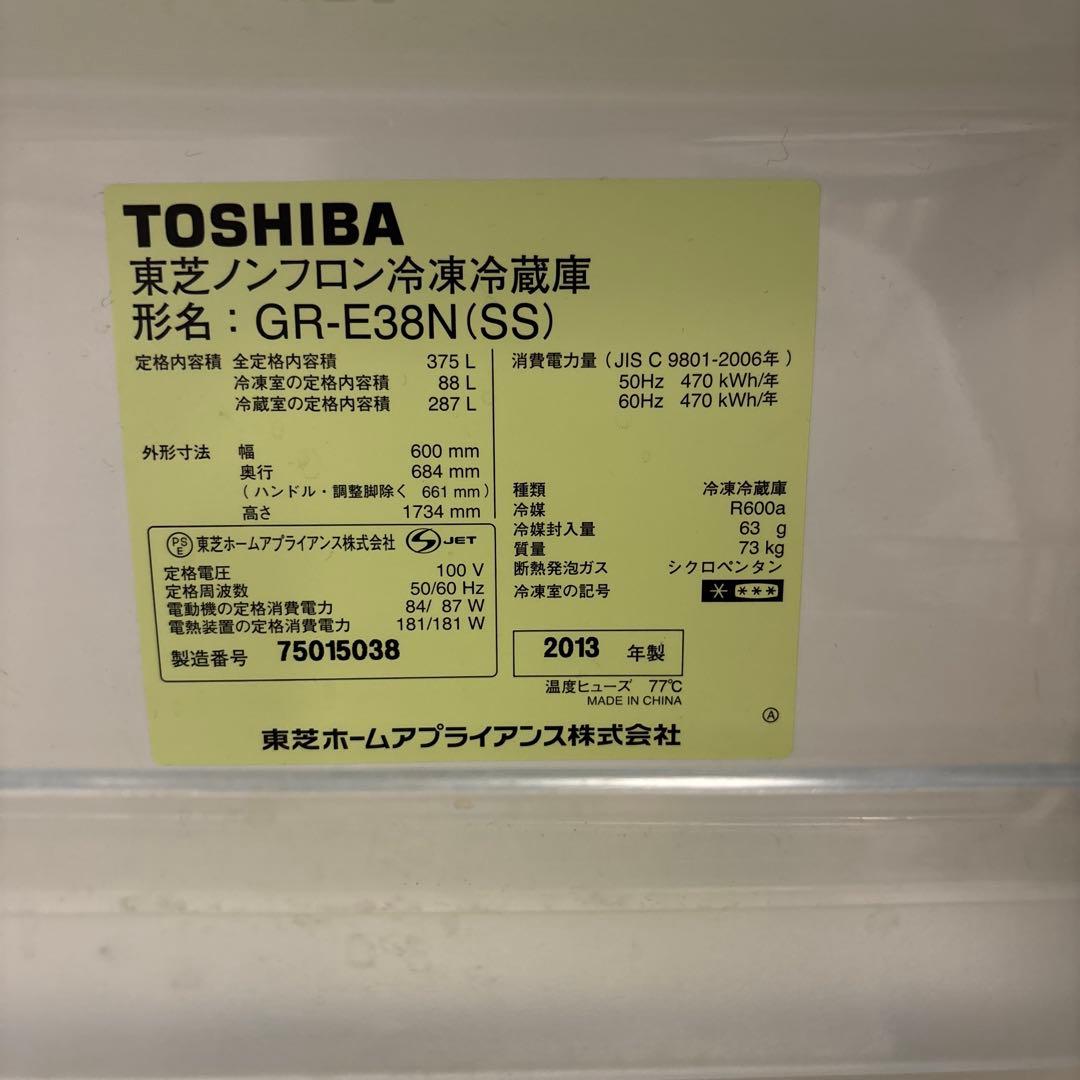 TOSHIBA
東芝ノンフロン冷凍冷蔵庫
形名：GR-E38N(SS)
定格内容積 全定格内容積 375 L
冷凍室の定格内容積 88 L
冷蔵室の定格内容積 287 L
外形寸法 幅 600 mm
奥行 684 mm
(ハンドル・調整脚除く 661 mm)
高さ 1734 mm
PS E 東芝ホームアプライアンス株式会社 S JET
定格電圧 100 V
定格周波数 50/60 Hz
電動機の定格消費電力 84/ 87 W
電熱装置の定格消費電力 181/181 W
製造番号 75015038
消費電力量 (JIS C 9801-2006年)
50Hz 470 kWh/年
60Hz 470 kWh/年
種類 冷凍冷蔵庫
冷媒 R600a
冷媒封入量 63 g
質量 73 kg
断熱発泡ガス シクロペンタン
冷凍室の記号 * ***
2013 年製
温度ヒューズ 77℃
MADE IN CHINA
Ⓐ
東芝ホームアプライアンス株式会社